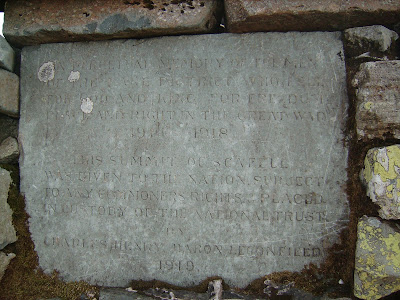 IN PERPETUAL MEMORY OF THE MEN
OF THE LAKE DISTRICT WHO FELL
FOR GOD AND KING FOR FREEDOM
PEACE AND RIGHT IN THE GREAT WAR
1914 1918
THIS SUMMIT OF SCAFELL
WAS GIVEN TO THE NATION SUBJECT
TO ANY COMMONERS RIGHTS & PLACED
IN CUSTODY OF THE NATIONAL TRUST
BY
CHARLES HENRY BARON LECONFIELD
1919